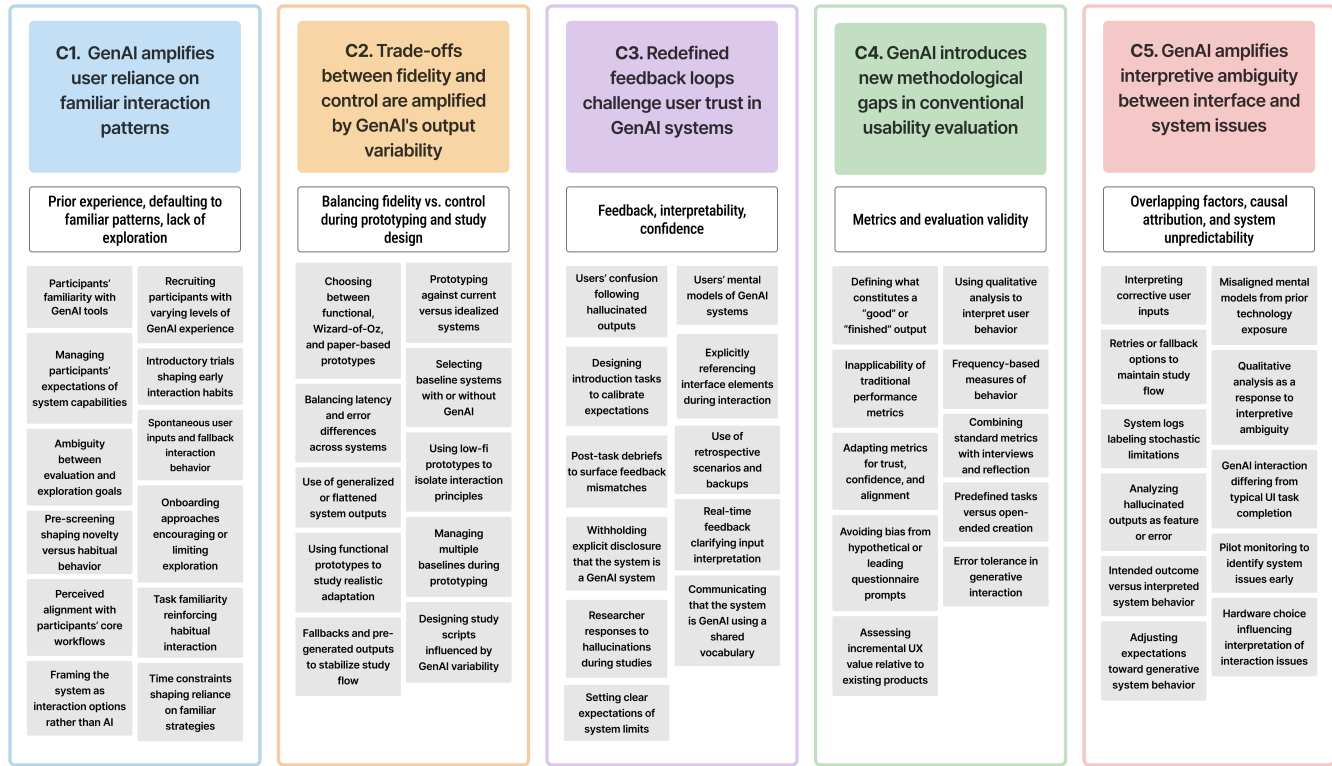 C1. GenAI amplifies
user reliance on
familiar interaction
patterns
Prior experience, defaulting to
familiar patterns, lack of
exploration
Participants’
familiarity with
GenAI tools
Managing
participants’
expectations of
system capabilities
Ambiguity
between
evaluation and
exploration goals
Pre-screening
shaping novelty
versus habitual
behavior
Perceived
alignment with
participants’ core
workflows
Framing the
system as
interaction options
rather than AI
Recruiting
participants with
varying levels of
GenAI experience
Introductory trials
shaping early
interaction habits
Spontaneous user
inputs and fallback
interaction
behavior
Onboarding
approaches
encouraging or
limiting
exploration
Task familiarity
reinforcing
habitual
interaction
Time constraints
shaping reliance
on familiar
strategies
C2. Trade-offs
between fidelity and
control are amplified
by GenAI's output
variability
Balancing fidelity vs. control
during prototyping and study
design
Choosing
between
functional,
Wizard-of-Oz,
and paper-based
prototypes
Balancing latency
and error
differences
across systems
Use of generalized
or flattened
system outputs
Using functional
prototypes to
study realistic
adaptation
Fallbacks and pre-
generated outputs
to stabilize study
flow
Prototyping
against current
versus idealized
systems
Selecting
baseline systems
with or without
GenAI
Using low-fi
prototypes to
isolate interaction
principles
Managing
multiple
baselines during
prototyping
Designing study
scripts
influenced by
GenAI variability
C3. Redefined
feedback loops
challenge user trust in
GenAI systems
Feedback, interpretability,
confidence
Users’ confusion
following
hallucinated
outputs
Designing
introduction tasks
to calibrate
expectations
Post-task debriefs
to surface feedback
mismatches
Withholding
explicit disclosure
that the system is
a GenAI system
Researcher
responses to
hallucinations
during studies
Setting clear
expectations of
system limits
Users’ mental
models of GenAI
systems
Explicitly
referencing
interface elements
during interaction
Use of
retrospective
scenarios and
backups
Real-time
feedback
clarifying input
interpretation
Communicating
that the system
is GenAI using a
shared
vocabulary
C4. GenAI introduces
new methodological
gaps in conventional
usability evaluation
Metrics and evaluation validity
Defining what
constitutes a
“good” or
“finished” output
Inapplicability of
traditional
performance
metrics
Adapting metrics
for trust,
confidence, and
alignment
Avoiding bias from
hypothetical or
leading
questionnaire
prompts
Assessing
incremental UX
value relative to
existing products
Using qualitative
analysis to
interpret user
behavior
Frequency-based
measures of
behavior
Combining
standard metrics
with interviews
and reflection
Predefined tasks
versus open-
ended creation
Error tolerance in
generative
interaction
C5. GenAI amplifies
interpretive ambiguity
between interface and
system issues
Overlapping factors, causal
attribution, and system
unpredictability
Interpreting
corrective user
inputs
Retries or fallback
options to
maintain study
flow
System logs
labeling stochastic
limitations
Analyzing
hallucinated
outputs as feature
or error
Intended outcome
versus interpreted
system behavior
Adjusting
expectations
toward generative
system behavior
Misaligned mental
models from prior
technology
exposure
Qualitative
analysis as a
response to
interpretive
ambiguity
GenAI interaction
differing from
typical UI task
completion
Pilot monitoring to
identify system
issues early
Hardware choice
influencing
interpretation of
interaction issues